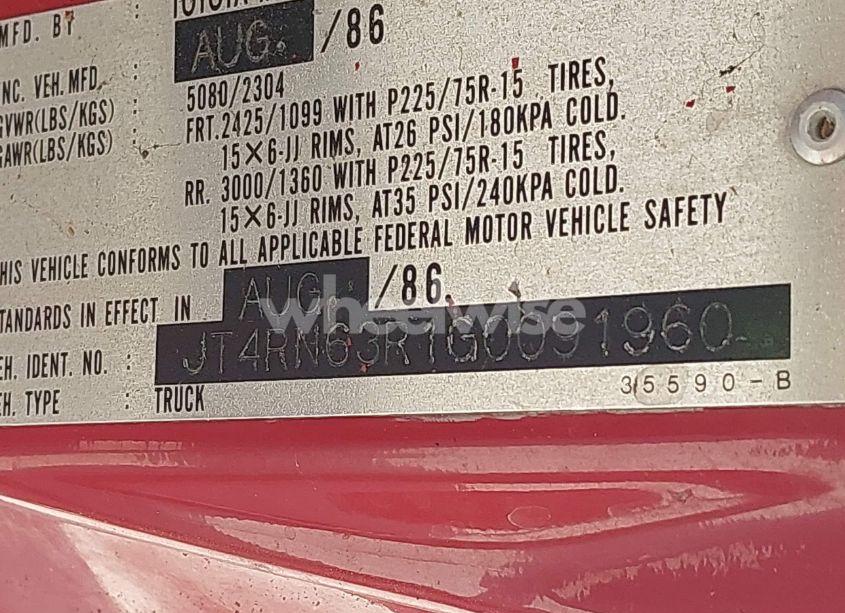 MFD. BY : TOYOTA
AUG. /86
INC. VEH. MFD. :
GVWR(LBS/KGS) : 5080/2304
GAWR(LBS/KGS) : FRT. 2425/1099 WITH P225/75R-15 TIRES,
15×6-JJ RIMS, AT26 PSI/180KPA COLD.
RR. 3000/1360 WITH P225/75R-15 TIRES,
15×6-JJ RIMS, AT35 PSI/240KPA COLD.
THIS VEHICLE CONFORMS TO ALL APPLICABLE FEDERAL MOTOR VEHICLE SAFETY
STANDARDS IN EFFECT IN AUG. /86
wheelwise
VEH. IDENT. NO. : JT4RN63R1G0091960
VEH. TYPE : TRUCK
35590-B